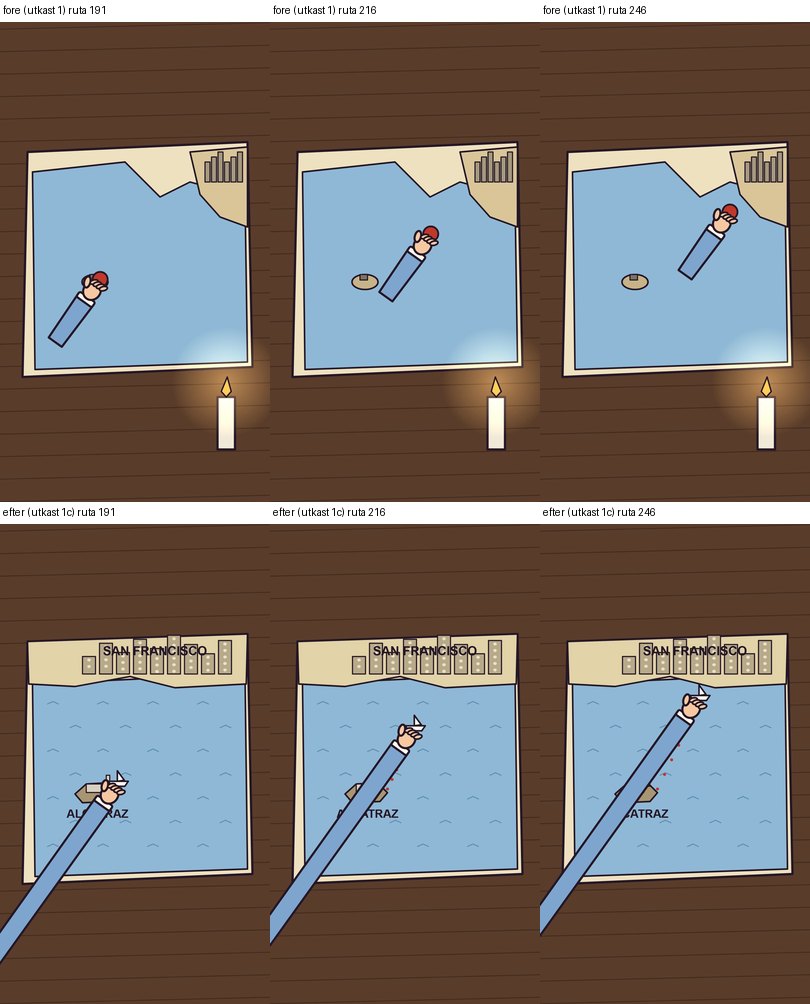 fore (utkast 1) ruta 191
fore (utkast 1) ruta 216
fore (utkast 1) ruta 246
efter (utkast 1c) ruta 191
efter (utkast 1c) ruta 216
efter (utkast 1c) ruta 246
SAN FRANCISCO
SAN FRANCISCO
SAN FRANCISCO